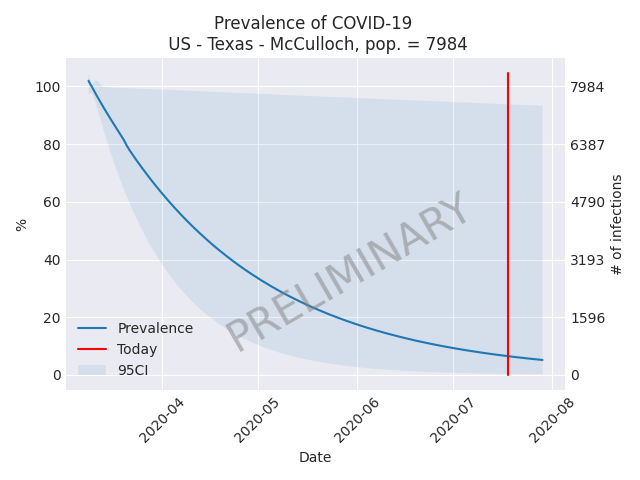 Prevalence of COVID-19
US - Texas - McCulloch, pop. = 7984
100
80
60
40
20
0
%
7984
6387
4790
3193
1596
0
# of infections
PRELIMINARY
Prevalence
Today
95CI
2020-04
2020-05
2020-06
2020-07
2020-08
Date